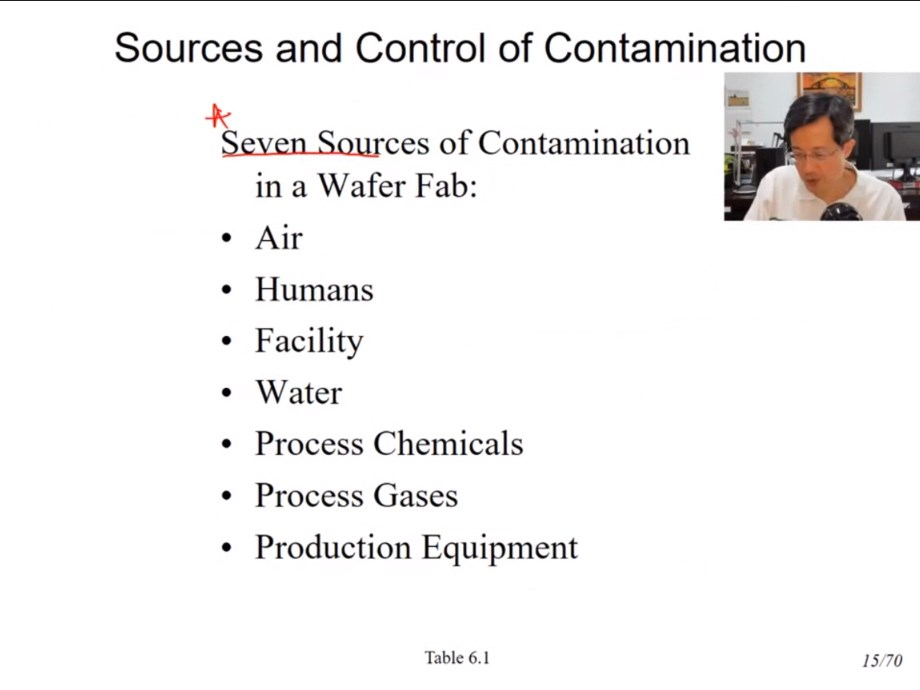 Sources and Control of Contamination
Seven Sources of Contamination
in a Wafer Fab:
• Air
• Humans
• Facility
• Water
• Process Chemicals
• Process Gases
• Production Equipment
Table 6.1
15/70